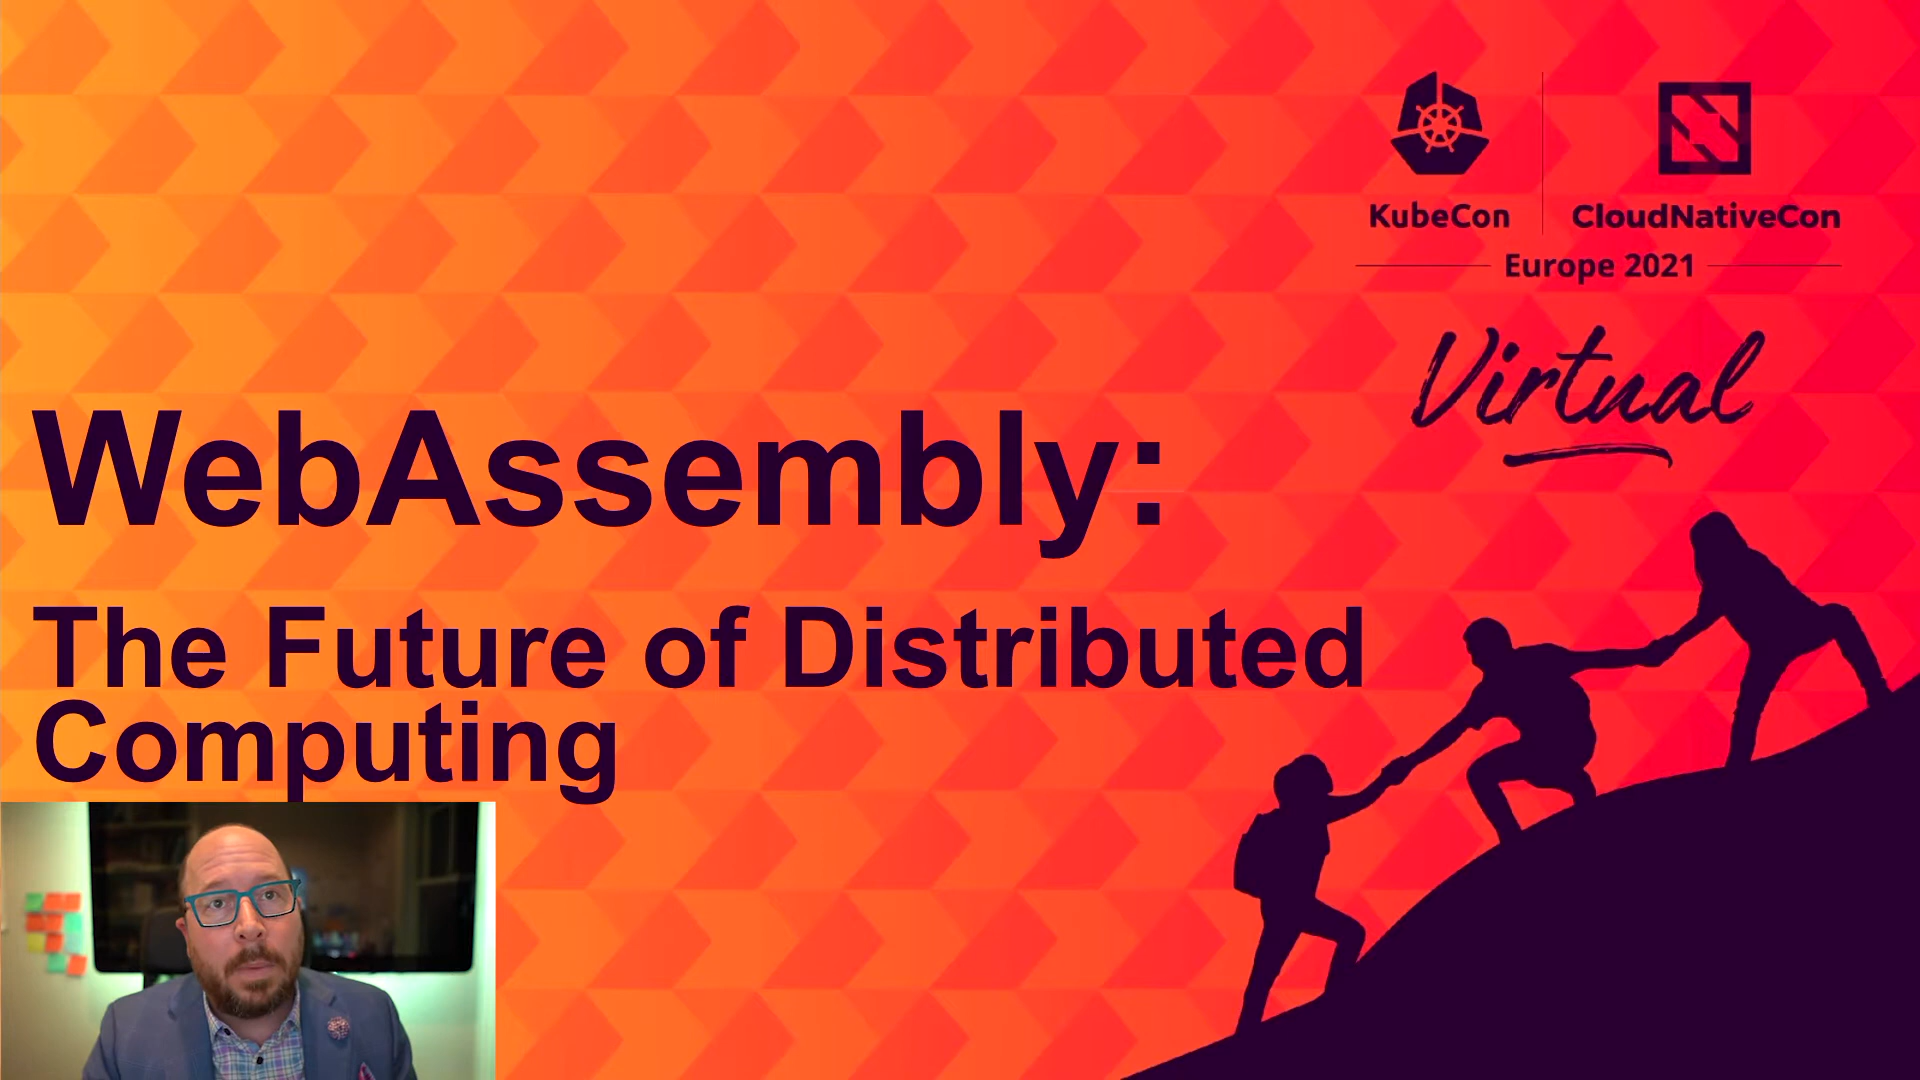 KubeCon
CloudNativeCon
Europe 2021
Virtual
WebAssembly:
The Future of Distributed
Computing